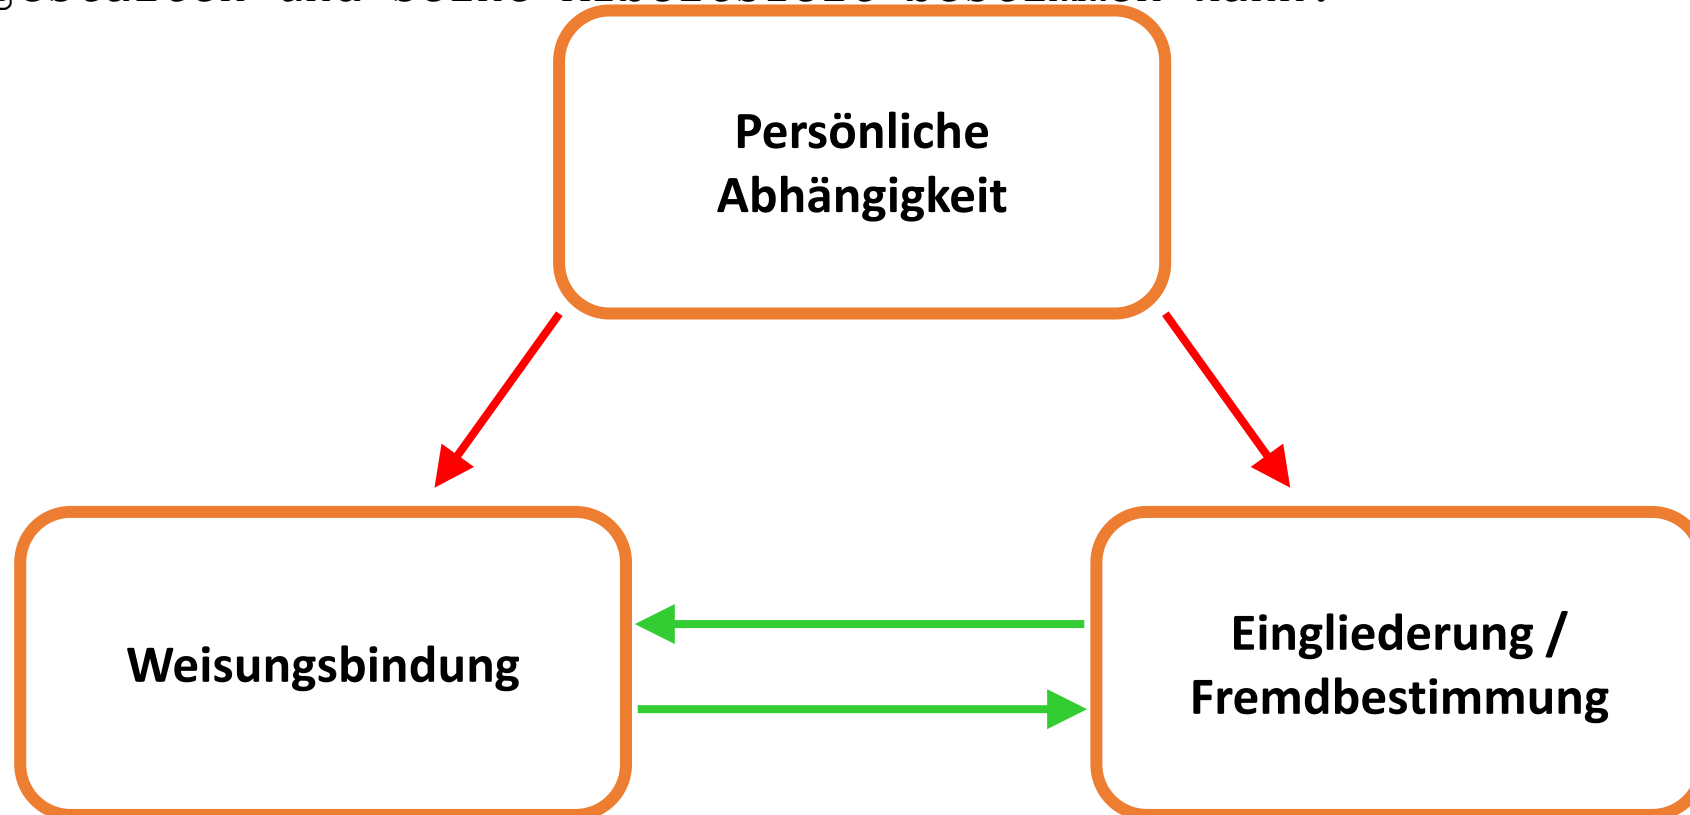 Persönliche
Abhängigkeit
Weisungsbindung
Eingliederung /
Fremdbestimmung